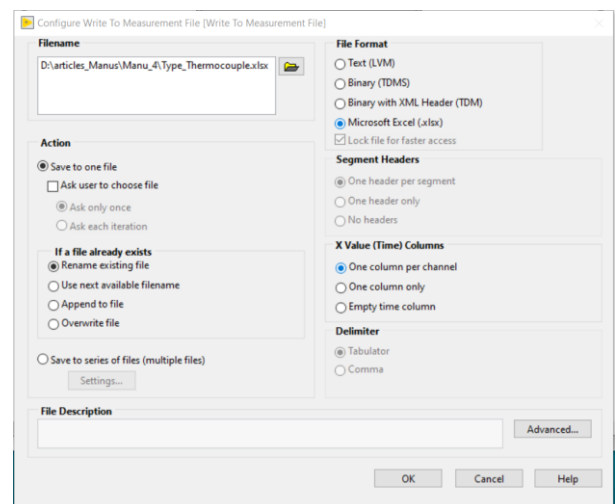 Configure Write To Measurement File [Write To Measurement File]
Filename
D:\articles_Manus\Manu_4\Type_Thermocouple.xlsx
Action
Save to one file
Ask user to choose file
Ask only once
Ask each iteration
If a file already exists
Rename existing file
Use next available filename
Append to file
Overwrite file
Save to series of files (multiple files)
Settings...
File Format
Text (LVM)
Binary (TDMS)
Binary with XML Header (TDM)
Microsoft Excel (.xlsx)
Lock file for faster access
Segment Headers
One header per segment
One header only
No headers
X Value (Time) Columns
One column per channel
One column only
Empty time column
Delimiter
Tabulator
Comma
File Description
Advanced...
OK
Cancel
Help